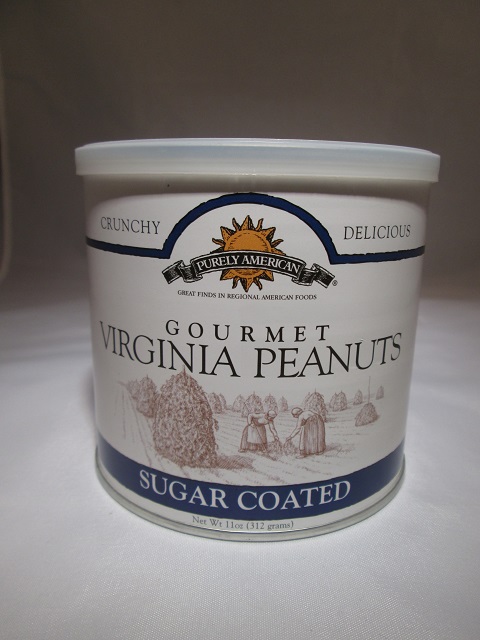 CRUNCHY
DELICIOUS
PURELY AMERICAN
®
GREAT FINDS IN REGIONAL AMERICAN FOODS
GOURMET
VIRGINIA PEANUTS
SUGAR COATED
Net Wt 11oz (312 grams)